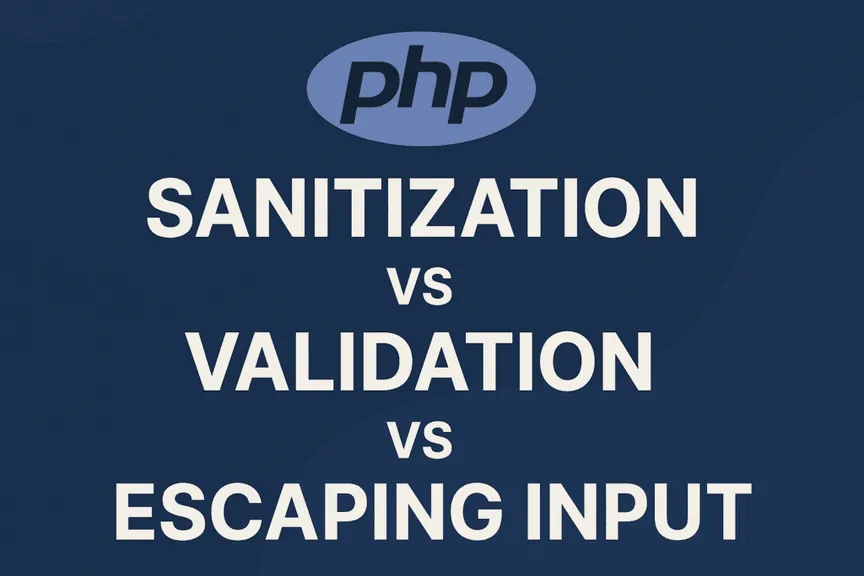 php
SANITIZATION
VS
VALIDATION
VS
ESCAPING INPUT